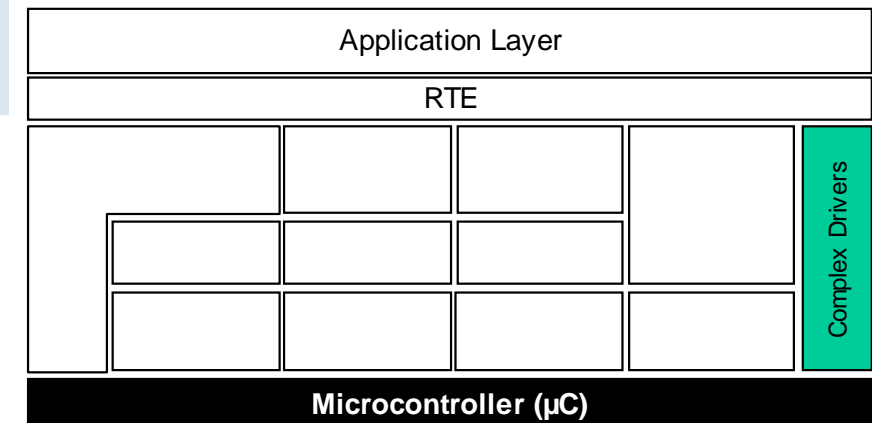 Application Layer
RTE
Complex Drivers
Microcontroller (µC)